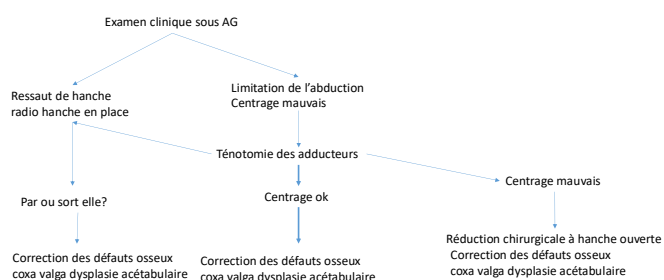 Examen clinique sous AG
Ressaut de hanche
radio hanche en place
Limitation de l'abduction
Centrage mauvais
Ténotomie des adducteurs
Par ou sort elle?
Centrage ok
Centrage mauvais
Correction des défauts osseux
coxa valga dysplasie acétabulaire
Correction des défauts osseux
coxa valga dysplasie acétabulaire
Réduction chirurgicale à hanche ouverte
Correction des défauts osseux
coxa valga dysplasie acétabulaire